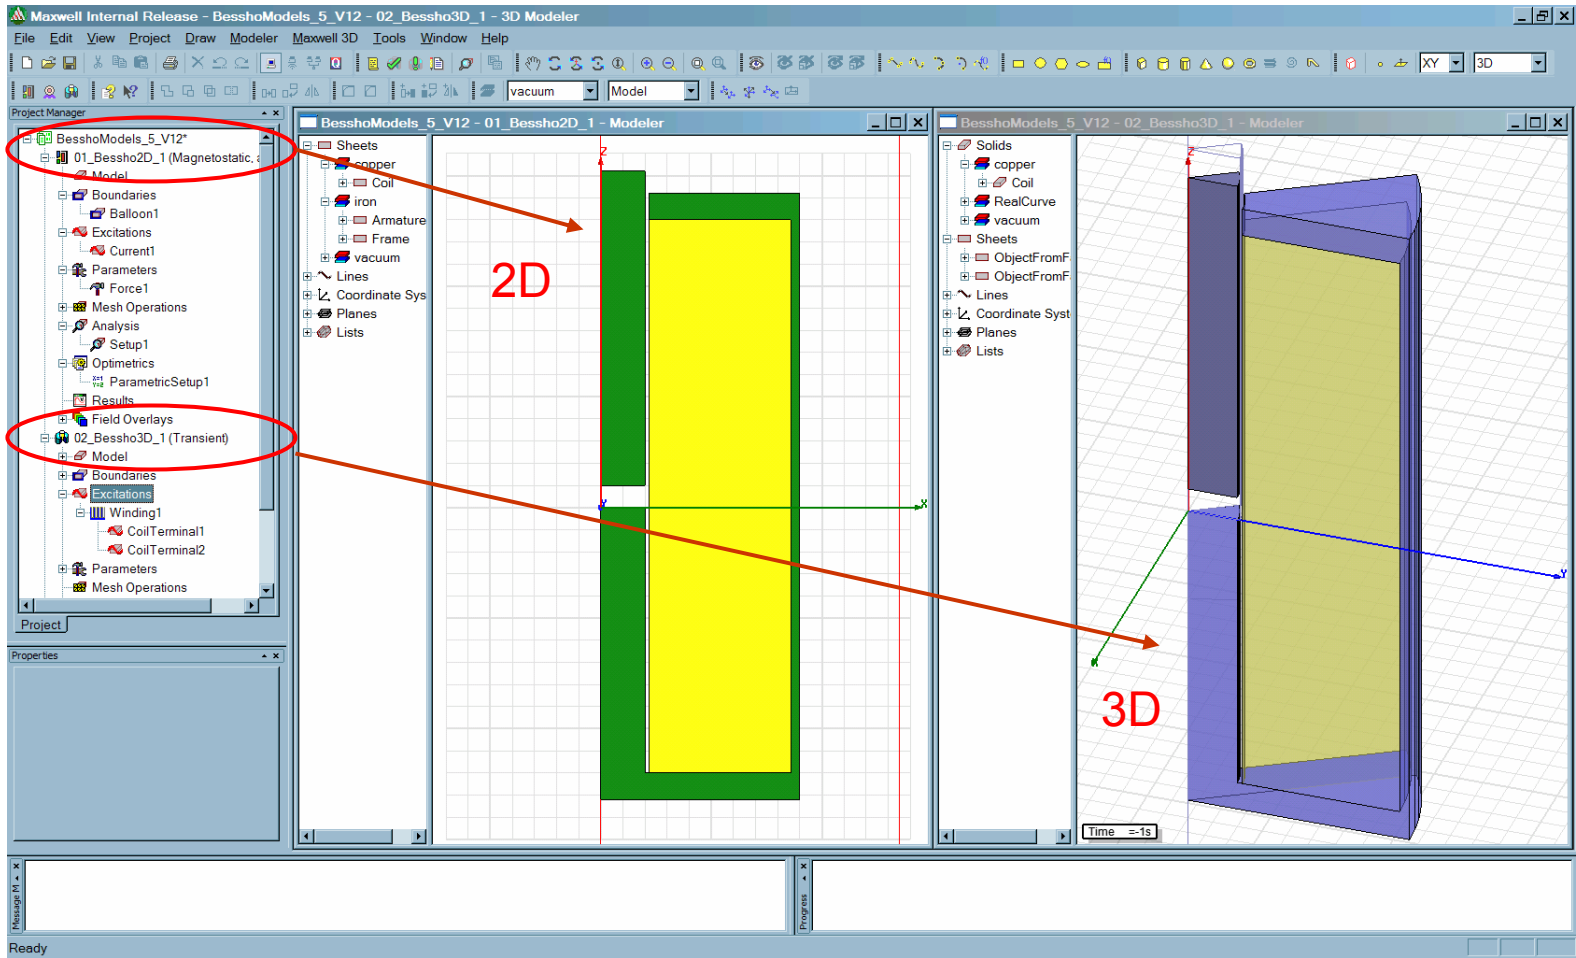 Maxwell Internal Release - BesshoModels_5_V12 - 02_Bessho3D_1 - 3D Modeler
File Edit View Project Draw Modeler Maxwell 3D Tools Window Help
XY 3D
vacuum Model
Project Manager
BesshoModels_5_V12*
01_Bessho2D_1 (Magnetostatic, a
Model
Boundaries
Balloon1
Excitations
Current1
Parameters
Force1
Mesh Operations
Analysis
Setup1
Optimetrics
ParametricSetup1
Results
Field Overlays
02_Bessho3D_1 (Transient)
Model
Boundaries
Excitations
Winding1
CoilTerminal1
CoilTerminal2
Parameters
Mesh Operations
Project
Properties
BesshoModels_5_V12 - 01_Bessho2D_1 - Modeler
Sheets
copper
Coil
iron
Armature
Frame
vacuum
Lines
Coordinate Sys
Planes
Lists
Z
2D
X
BesshoModels_5_V12 - 02_Bessho3D_1 - Modeler
Solids
copper
Coil
RealCurve
vacuum
Sheets
ObjectFromF
ObjectFromF
Lines
Coordinate Syst
Planes
Lists
Z
Y
3D
Time =-1s
Message M
Progress
Ready